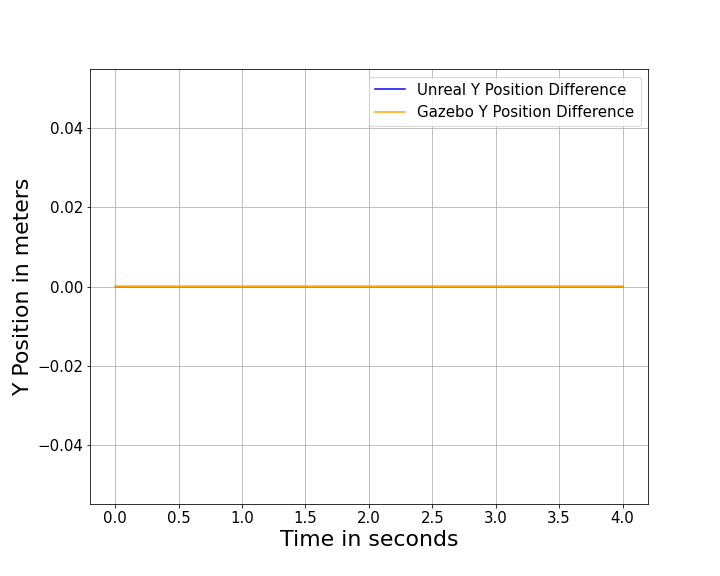 Unreal Y Position Difference
Gazebo Y Position Difference
0.04
0.02
0.00
−0.02
−0.04
Y Position in meters
0.0 0.5 1.0 1.5 2.0 2.5 3.0 3.5 4.0
Time in seconds